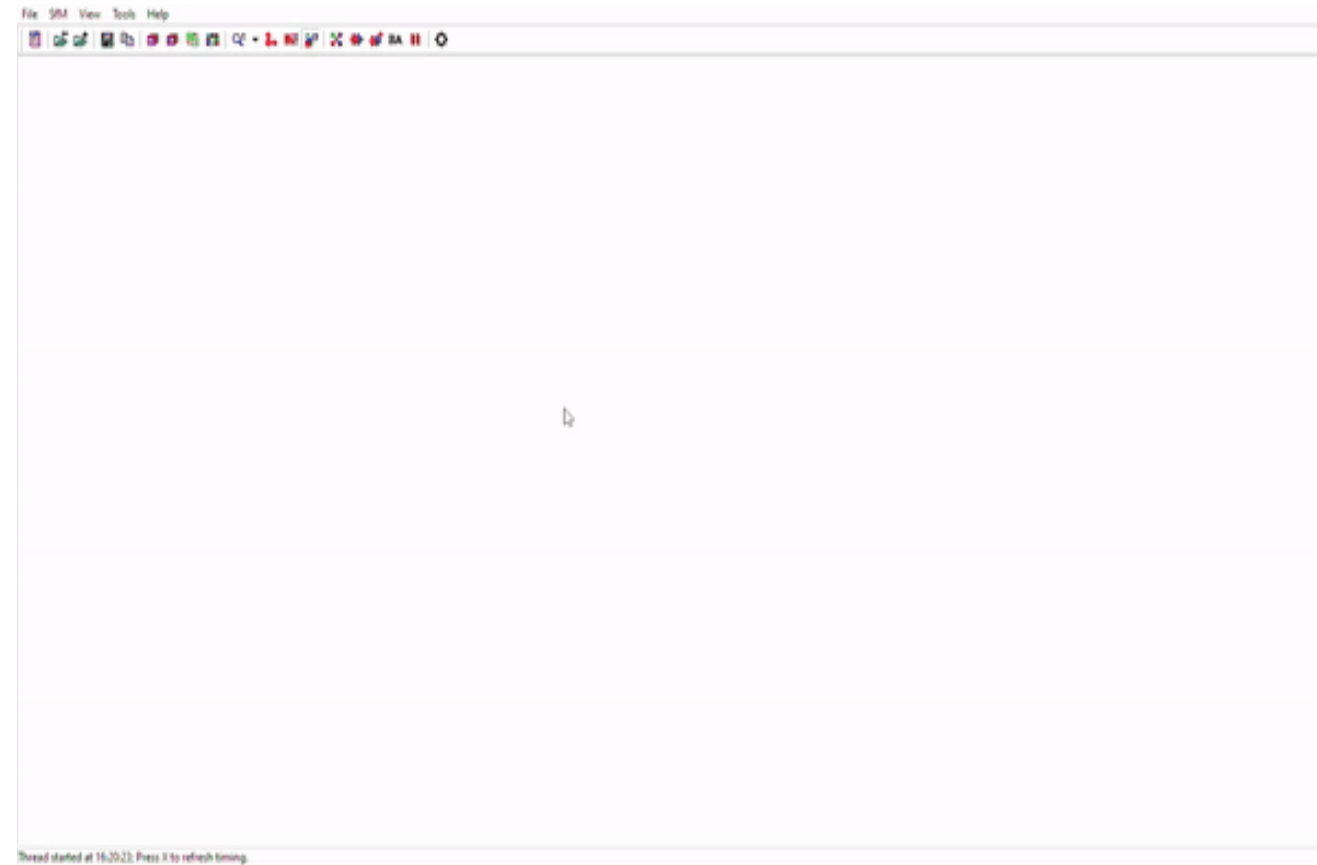 File SfM View Tools Help
BA
Thread started at 16:20:23; Press X to refresh timing.